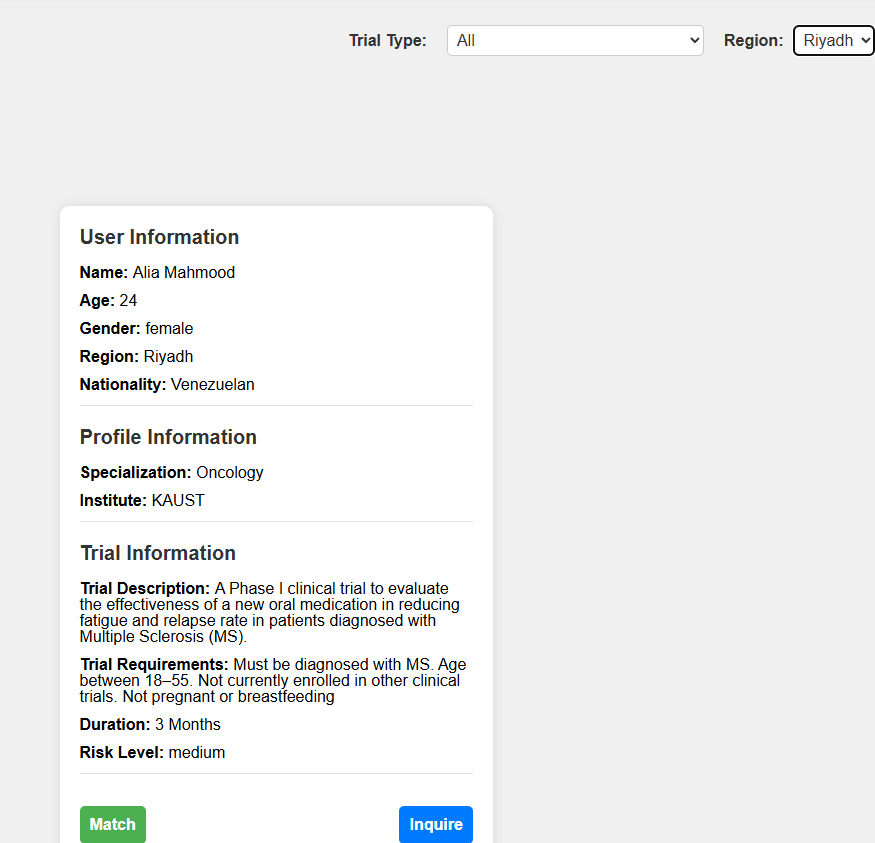 Trial Type: All Region: Riyadh
User Information
Name: Alia Mahmood
Age: 24
Gender: female
Region: Riyadh
Nationality: Venezuelan
Profile Information
Specialization: Oncology
Institute: KAUST
Trial Information
Trial Description: A Phase I clinical trial to evaluate
the effectiveness of a new oral medication in reducing
fatigue and relapse rate in patients diagnosed with
Multiple Sclerosis (MS).
Trial Requirements: Must be diagnosed with MS. Age
between 18–55. Not currently enrolled in other clinical
trials. Not pregnant or breastfeeding
Duration: 3 Months
Risk Level: medium
Match Inquire